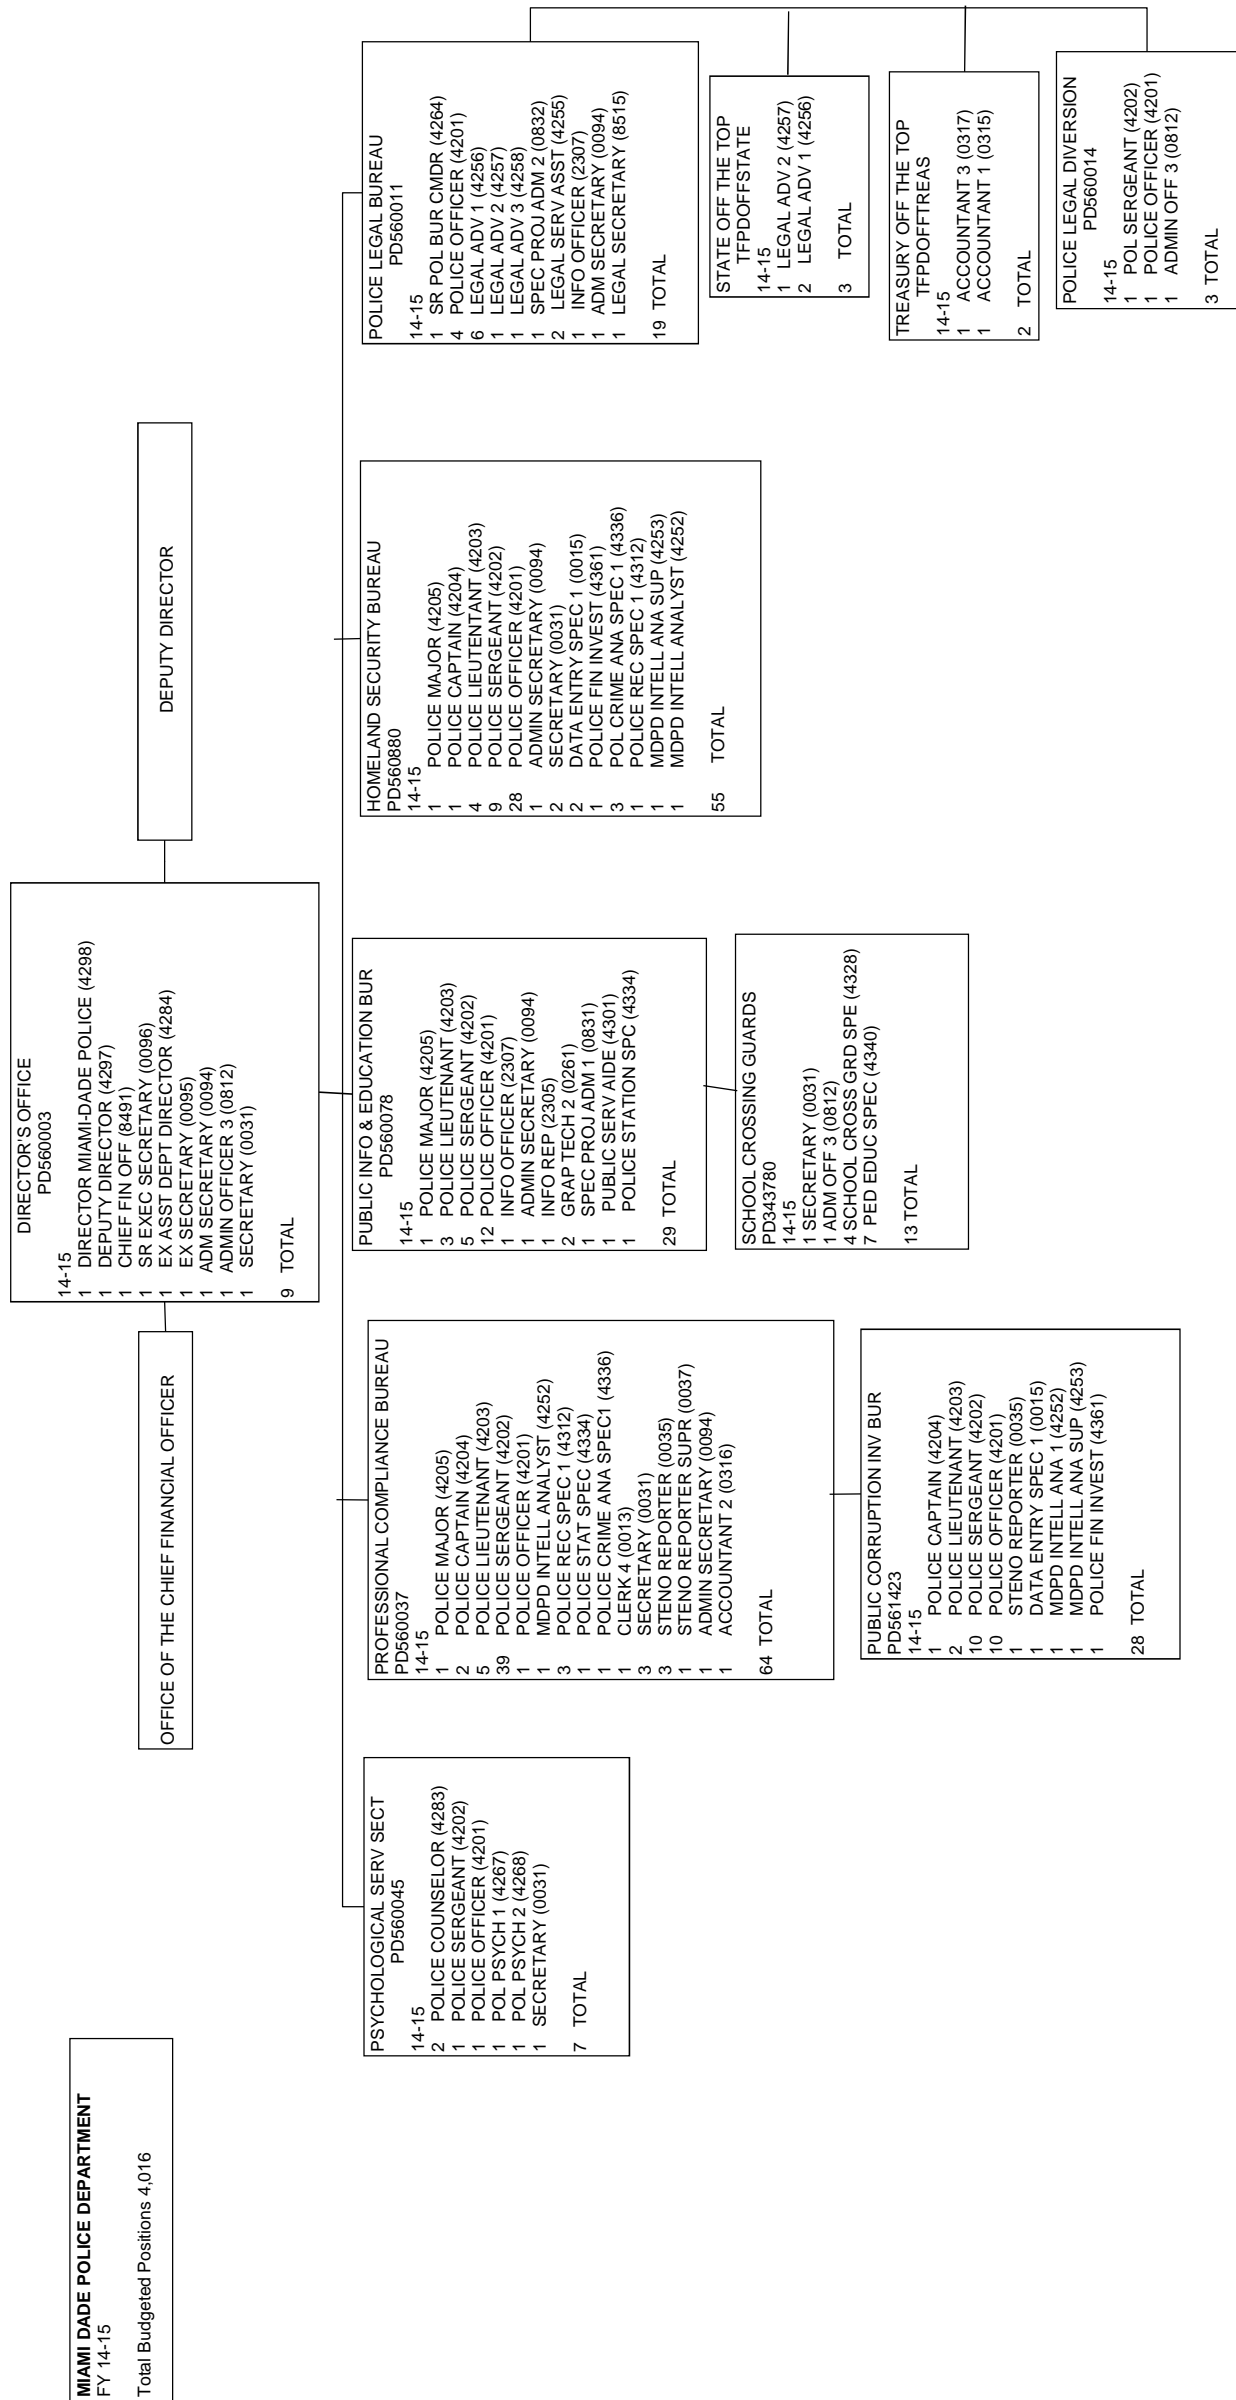 MIAMI DADE POLICE DEPARTMENT
FY 14-15
Total Budgeted Positions 4,016
DIRECTOR'S OFFICE
PD560003
14-15
1 DIRECTOR MIAMI-DADE POLICE (4298)
1 DEPUTY DIRECTOR (4297)
1 CHIEF FIN OFF (8491)
1 SR EXEC SECRETARY (0096)
1 EX ASST DEPT DIRECTOR (4284)
1 EX SECRETARY (0095)
1 ADM SECRETARY (0094)
1 ADMIN OFFICER 3 (0812)
1 SECRETARY (0031)
9 TOTAL
OFFICE OF THE CHIEF FINANCIAL OFFICER
DEPUTY DIRECTOR
PSYCHOLOGICAL SERV SECT
PD560045
14-15
2 POLICE COUNSELOR (4283)
1 POLICE SERGEANT (4202)
1 POLICE OFFICER (4201)
1 POL PSYCH 1 (4267)
1 POL PSYCH 2 (4268)
1 SECRETARY (0031)
7 TOTAL
PROFESSIONAL COMPLIANCE BUREAU
PD560037
14-15
1 POLICE MAJOR (4205)
2 POLICE CAPTAIN (4204)
5 POLICE LIEUTENANT (4203)
39 POLICE SERGEANT (4202)
1 POLICE OFFICER (4201)
1 MDPD INTELL ANALYST (4252)
3 POLICE REC SPEC 1 (4312)
1 POLICE STAT SPEC (4334)
1 POLICE CRIME ANA SPEC1 (4336)
1 CLERK 4 (0013)
3 SECRETARY (0031)
3 STENO REPORTER (0035)
1 STENO REPORTER SUPR (0037)
1 ADMIN SECRETARY (0094)
1 ACCOUNTANT 2 (0316)
64 TOTAL
PUBLIC CORRUPTION INV BUR
PD561423
14-15
1 POLICE CAPTAIN (4204)
2 POLICE LIEUTENANT (4203)
10 POLICE SERGEANT (4202)
10 POLICE OFFICER (4201)
1 STENO REPORTER (0035)
1 DATA ENTRY SPEC 1 (0015)
1 MDPD INTELL ANA 1 (4252)
1 MDPD INTELL ANA SUP (4253)
1 POLICE FIN INVEST (4361)
28 TOTAL
PUBLIC INFO & EDUCATION BUR
PD560078
14-15
1 POLICE MAJOR (4205)
3 POLICE LIEUTENANT (4203)
5 POLICE SERGEANT (4202)
12 POLICE OFFICER (4201)
1 INFO OFFICER (2307)
1 ADMIN SECRETARY (0094)
1 INFO REP (2305)
2 GRAP TECH 2 (0261)
1 SPEC PROJ ADM 1 (0831)
1 PUBLIC SERV AIDE (4301)
1 POLICE STATION SPC (4334)
29 TOTAL
SCHOOL CROSSING GUARDS
PD343780
14-15
1 SECRETARY (0031)
1 ADM OFF 3 (0812)
4 SCHOOL CROSS GRD SPE (4328)
7 PED EDUC SPEC (4340)
13 TOTAL
HOMELAND SECURITY BUREAU
PD560880
14-15
1 POLICE MAJOR (4205)
1 POLICE CAPTAIN (4204)
4 POLICE LIEUTENTANT (4203)
9 POLICE SERGEANT (4202)
28 POLICE OFFICER (4201)
1 ADMIN SECRETARY (0094)
2 SECRETARY (0031)
2 DATA ENTRY SPEC 1 (0015)
1 POLICE FIN INVEST (4361)
3 POL CRIME ANA SPEC 1 (4336)
1 POLICE REC SPEC 1 (4312)
1 MDPD INTELL ANA SUP (4253)
1 MDPD INTELL ANALYST (4252)
55 TOTAL
POLICE LEGAL BUREAU
PD560011
14-15
1 SR POL BUR CMDR (4264)
4 POLICE OFFICER (4201)
6 LEGAL ADV 1 (4256)
1 LEGAL ADV 2 (4257)
1 LEGAL ADV 3 (4258)
1 SPEC PROJ ADM 2 (0832)
2 LEGAL SERV ASST (4255)
1 INFO OFFICER (2307)
1 ADM SECRETARY (0094)
1 LEGAL SECRETARY (8515)
19 TOTAL
STATE OFF THE TOP
TFPDOFFSTATE
14-15
1 LEGAL ADV 2 (4257)
2 LEGAL ADV 1 (4256)
3 TOTAL
TREASURY OFF THE TOP
TFPDOFFTREAS
14-15
1 ACCOUNTANT 3 (0317)
1 ACCOUNTANT 1 (0315)
2 TOTAL
POLICE LEGAL DIVERSION
PD560014
14-15
1 POL SERGEANT (4202)
1 POLICE OFFICER (4201)
1 ADMIN OFF 3 (0812)
3 TOTAL